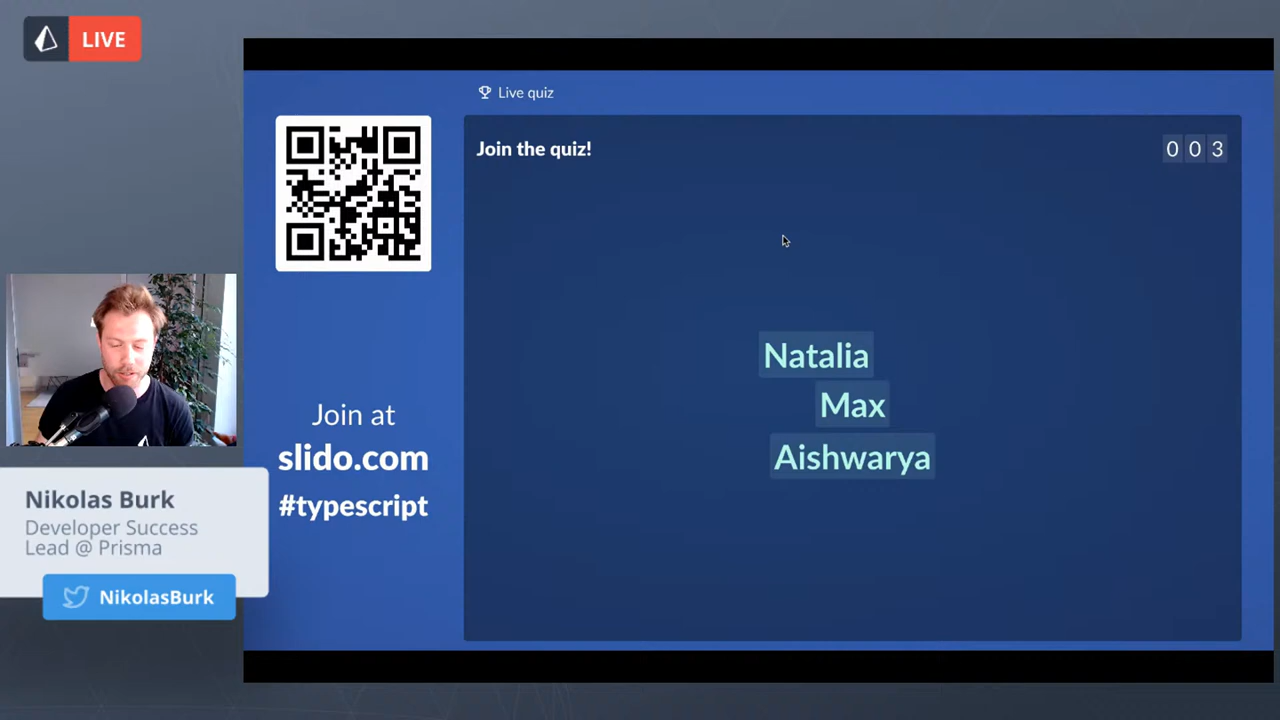 LIVE
Live quiz
Join the quiz!
0 0 3
Natalia
Max
Aishwarya
Join at
slido.com
#typescript
Nikolas Burk
Developer Success
Lead @ Prisma
NikolasBurk